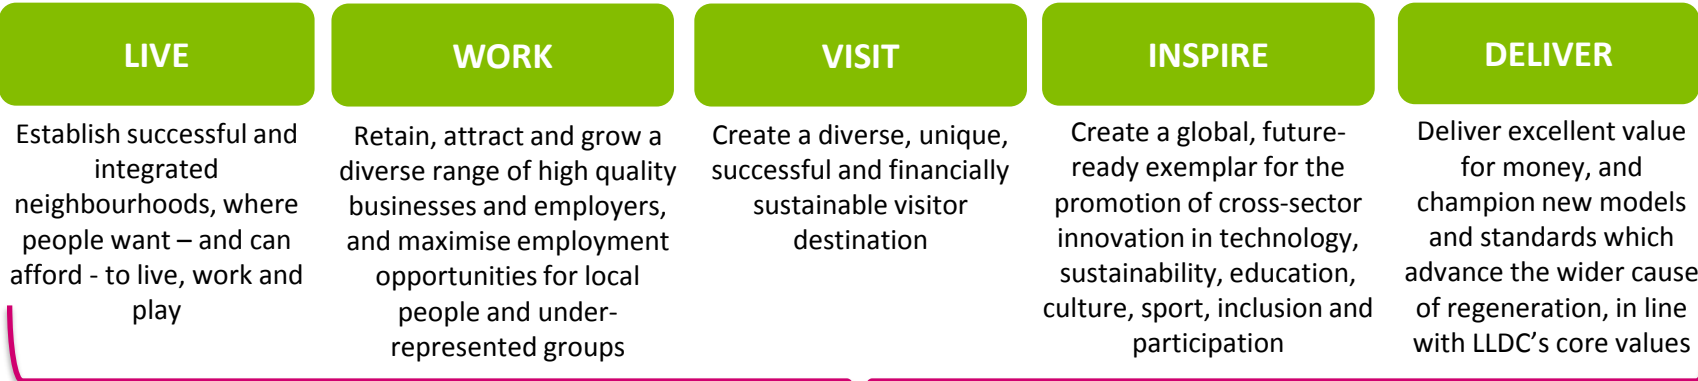 LIVE
Establish successful and
integrated
neighbourhoods, where
people want – and can
afford - to live, work and
play
WORK
Retain, attract and grow a
diverse range of high quality
businesses and employers,
and maximise employment
opportunities for local
people and under-
represented groups
VISIT
Create a diverse, unique,
successful and financially
sustainable visitor
destination
INSPIRE
Create a global, future-
ready exemplar for the
promotion of cross-sector
innovation in technology,
sustainability, education,
culture, sport, inclusion and
participation
DELIVER
Deliver excellent value
for money, and
champion new models
and standards which
advance the wider cause
of regeneration, in line
with LLDC’s core values